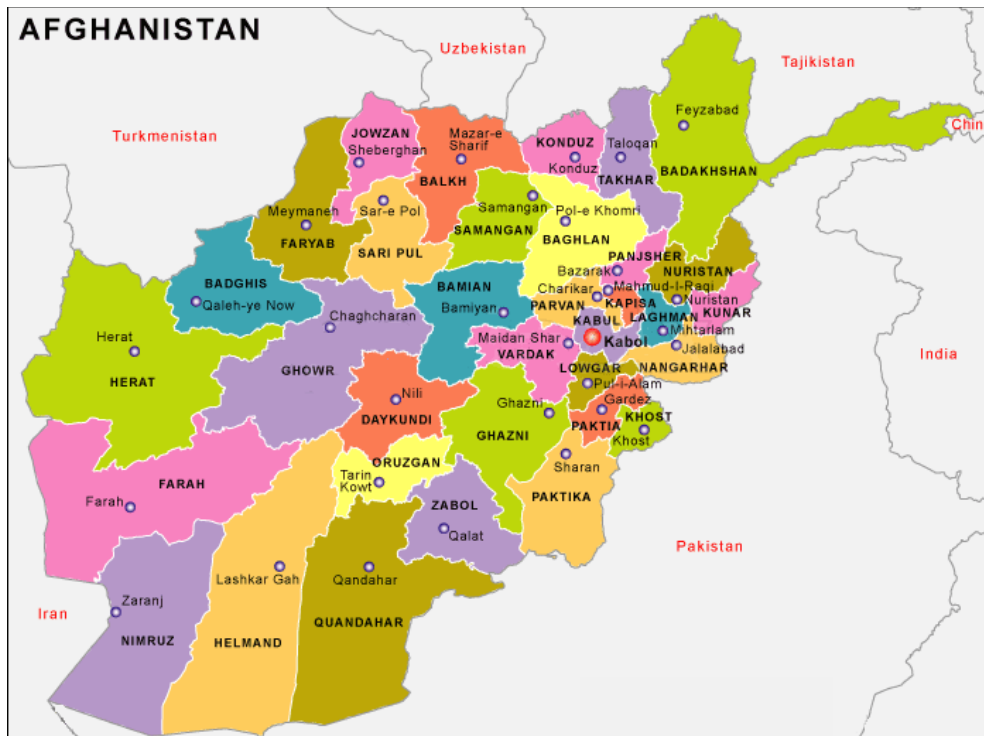 AFGHANISTAN
Uzbekistan
Tajikistan
Turkmenistan
Chin
Feyzabad
JOWZAN
Sheberghan
Mazar-e
Sharif
BALKH
KONDUZ
Konduz
Taloqan
TAKHAR
BADAKHSHAN
Meymaneh
FARYAB
Sar-e Pol
SARI PUL
Samangan
SAMANGAN
Pol-e Khomri
BAGHLAN
PANJSHER
Bazarak
NURISTAN
BADGHIS
Qaleh-ye Now
BAMIAN
Bamiyan
Charikar
Mahmud-I-Raqi
PARVAN
KAPISA
Nuristan
KUNAR
LAGHMAN
Mihtarlam
KABUL
Kabol
Chaghcharan
GHOWR
Herat
HERAT
Maidan Shar
VARDAK
Jalalabad
NANGARHAR
India
LOWGAR
Pul-i-Alam
Nili
DAYKUNDI
Ghazni
GHAZNI
Gardez
PAKTIA
KHOST
Khost
ORUZGAN
Tarin
Kowt
Sharan
PAKTIKA
FARAH
Farah
ZABOL
Qalat
Pakistan
Lashkar Gah
Qandahar
Iran
Zaranj
NIMRUZ
HELMAND
QUANDAHAR